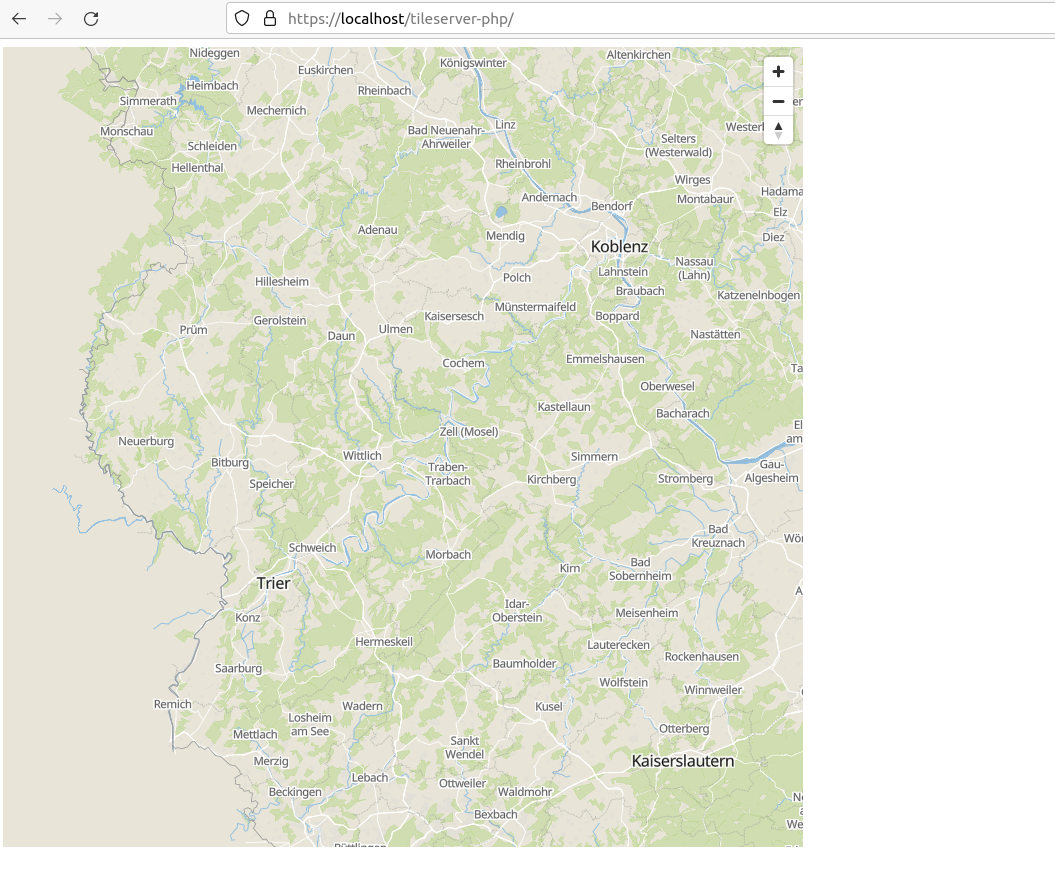 https://localhost/tileserver-php/
Nideggen
Königswinter
Altenkirchen
Euskirchen
Heimbach
Rheinbach
Simmerath
Mechernich
Monschau
Bad Neuenahr-
Ahrweiler
Linz
Selters
(Westerwald)
Schleiden
Hellenthal
Rheinbrohl
Wirges
Montabaur
Hadama
Andernach
Bendorf
Elz
Adenau
Mendig
Koblenz
Diez
Nassau
(Lahn)
Lahnstein
Polch
Hillesheim
Braubach
Katzenelnbogen
Münstermaifeld
Boppard
Kaisersesch
Gerolstein
Prüm
Daun
Ulmen
Nastätten
Cochem
Emmelshausen
Ta
Oberwesel
Kastellaun
Bacharach
El
am
Zell (Mosel)
Neuerburg
Wittlich
Simmern
Bitburg
Traben-
Trarbach
Gau-
Algesheim
Speicher
Kirchberg
Stromberg
Bad
Kreuznach
Wör
Schweich
Morbach
Kirn
Bad
Sobernheim
Trier
A
Idar-
Oberstein
Konz
Meisenheim
Hermeskeil
Lauterecken
Rockenhausen
Saarburg
Baumholder
Wolfstein
Winnweiler
Remich
Wadern
Kusel
Losheim
am See
Otterberg
Mettlach
Sankt
Wendel
Merzig
Kaiserslautern
Lebach
Ottweiler
Beckingen
Waldmohr
Bexbach
Püttlingen